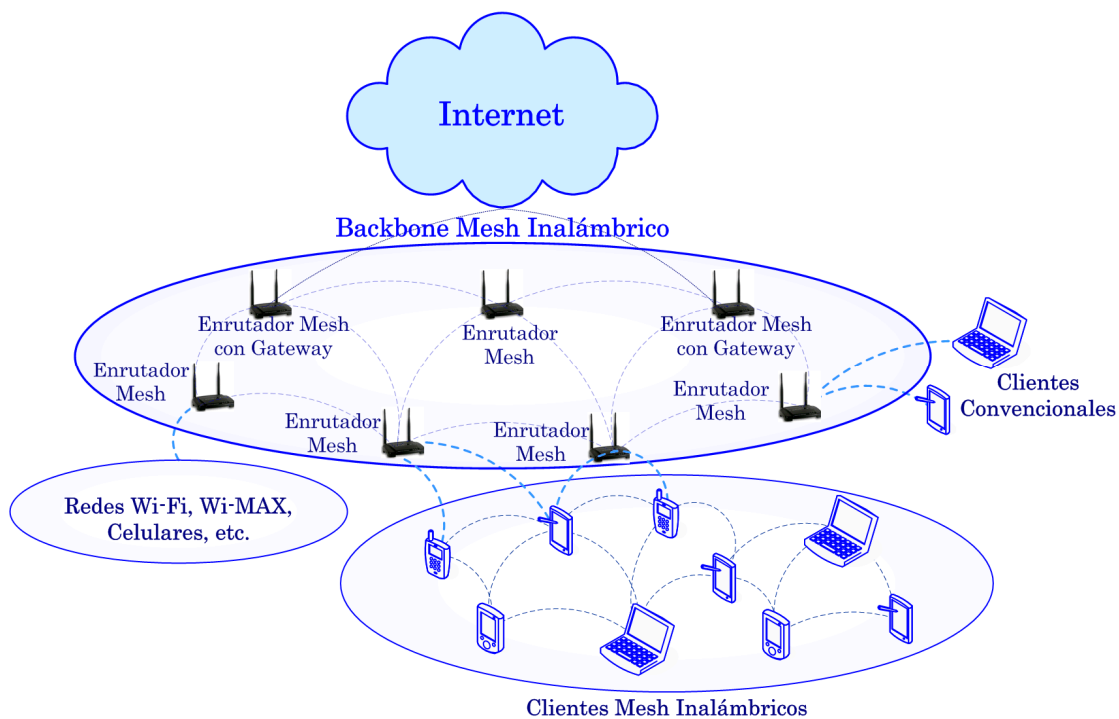 Internet
Backbone Mesh Inalámbrico
Enrutador Mesh
con Gateway
Enrutador
Mesh
Enrutador Mesh
con Gateway
Enrutador
Mesh
Enrutador
Mesh
Enrutador
Mesh
Enrutador
Mesh
Clientes
Convencionales
Redes Wi-Fi, Wi-MAX,
Celulares, etc.
Clientes Mesh Inalámbricos